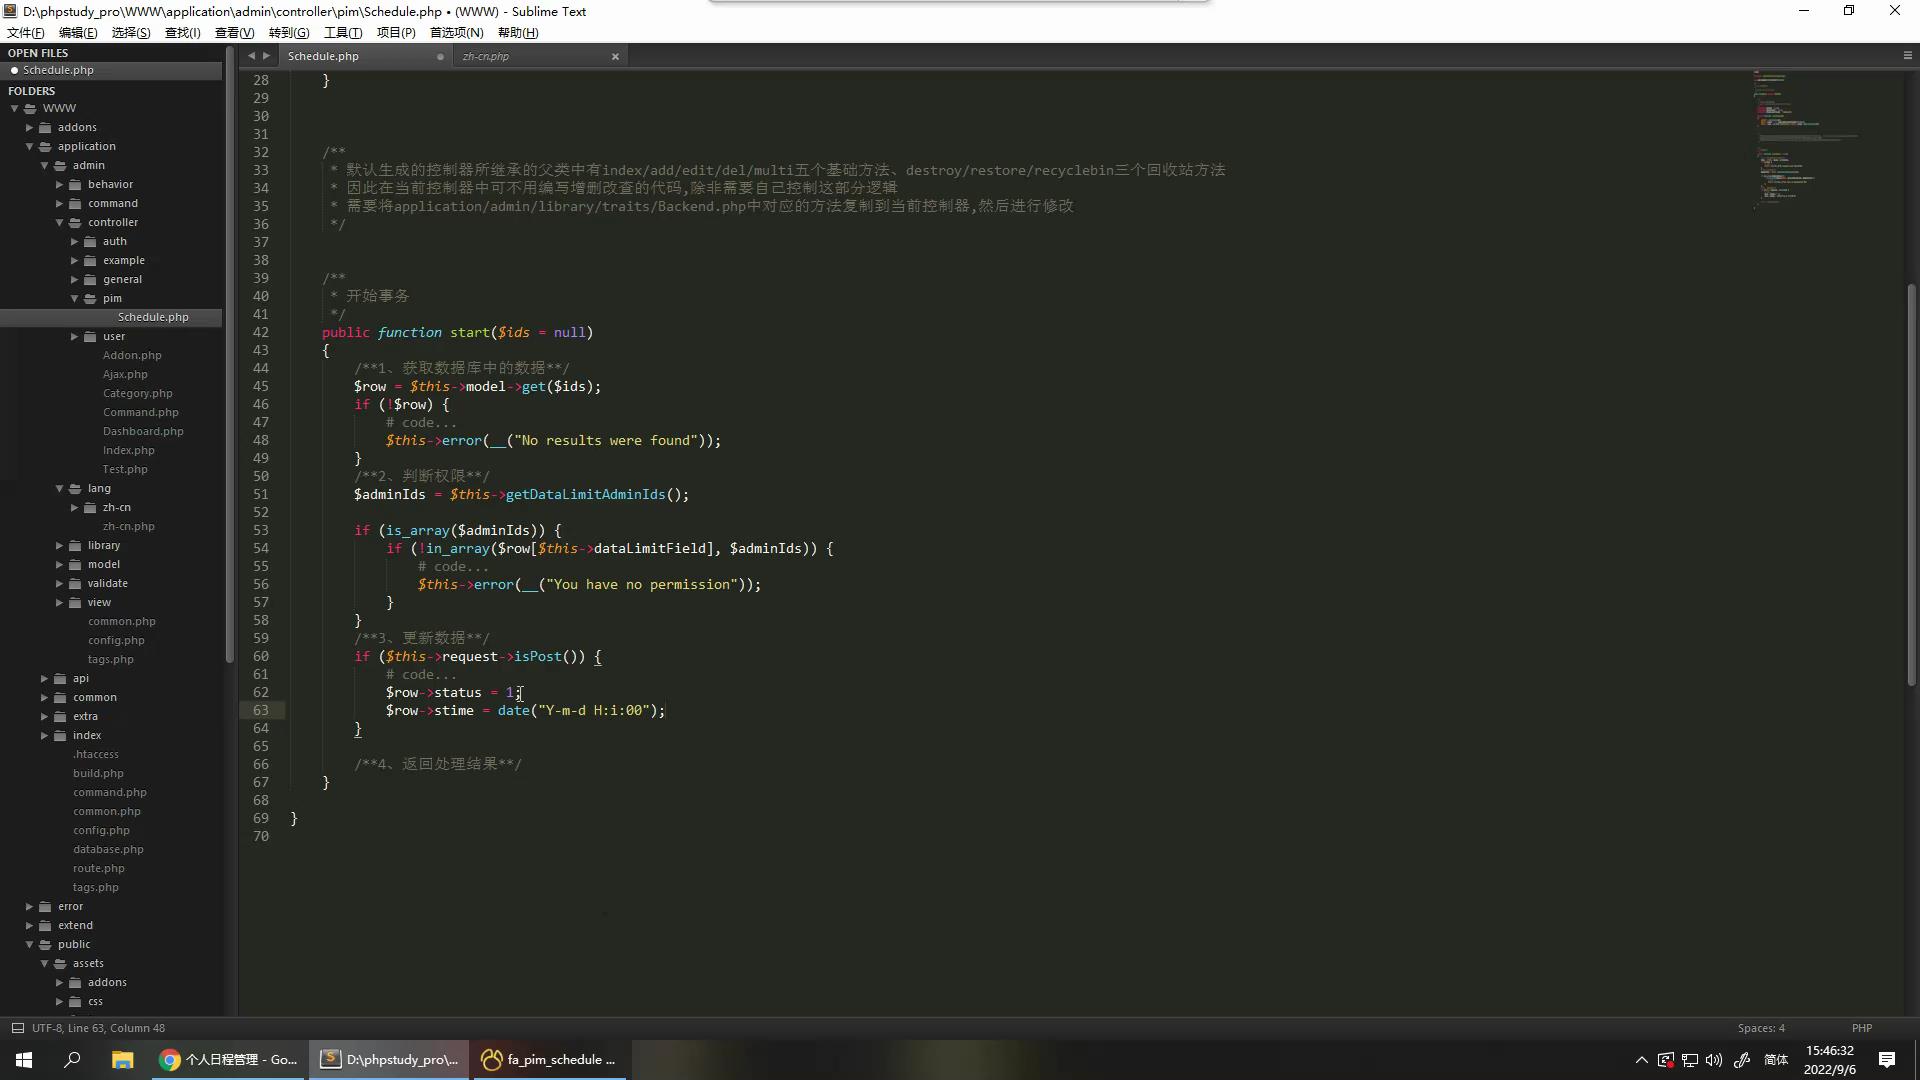 D:\phpstudy_pro\WWW\application\admin\controller\pim\Schedule.php • (WWW) - Sublime Text
文件(F) 编辑(E) 选择(S) 查找(I) 查看(V) 转到(G) 工具(T) 项目(P) 首选项(N) 帮助(H)
OPEN FILES
Schedule.php
FOLDERS
WWW
addons
application
admin
behavior
command
controller
auth
example
general
pim
Schedule.php
user
Addon.php
Ajax.php
Category.php
Command.php
Dashboard.php
Index.php
Test.php
lang
zh-cn
zh-cn.php
library
model
validate
view
common.php
config.php
tags.php
api
common
extra
index
.htaccess
build.php
command.php
common.php
config.php
database.php
route.php
tags.php
error
extend
public
assets
addons
css
Schedule.php
zh-cn.php
28 }
29
30
31
32 /**
33 * 默认生成的控制器所继承的父类中有index/add/edit/del/multi五个基础方法、destroy/restore/recyclebin三个回收站方法
34 * 因此在当前控制器中可不用编写增删改查的代码,除非需要自己控制这部分逻辑
35 * 需要将application/admin/library/traits/Backend.php中对应的方法复制到当前控制器,然后进行修改
36 */
37
38
39 /**
40 * 开始事务
41 */
42 public function start($ids = null)
43 {
44 /**1、获取数据库中的数据**/
45 $row = $this->model->get($ids);
46 if (!$row) {
47 # code...
48 $this->error(__("No results were found"));
49 }
50 /**2、判断权限**/
51 $adminIds = $this->getDataLimitAdminIds();
52
53 if (is_array($adminIds)) {
54 if (!in_array($row[$this->dataLimitField], $adminIds)) {
55 # code...
56 $this->error(__("You have no permission"));
57 }
58 }
59 /**3、更新数据**/
60 if ($this->request->isPost()) {
61 # code...
62 $row->status = 1;
63 $row->stime = date("Y-m-d H:i:00");
64 }
65
66 /**4、返回处理结果**/
67 }
68
69 }
70
UTF-8, Line 63, Column 48
Spaces: 4
PHP
个人日程管理 - Go...
D:\phpstudy_pro\...
fa_pim_schedule ...
简体
15:46:32
2022/9/6